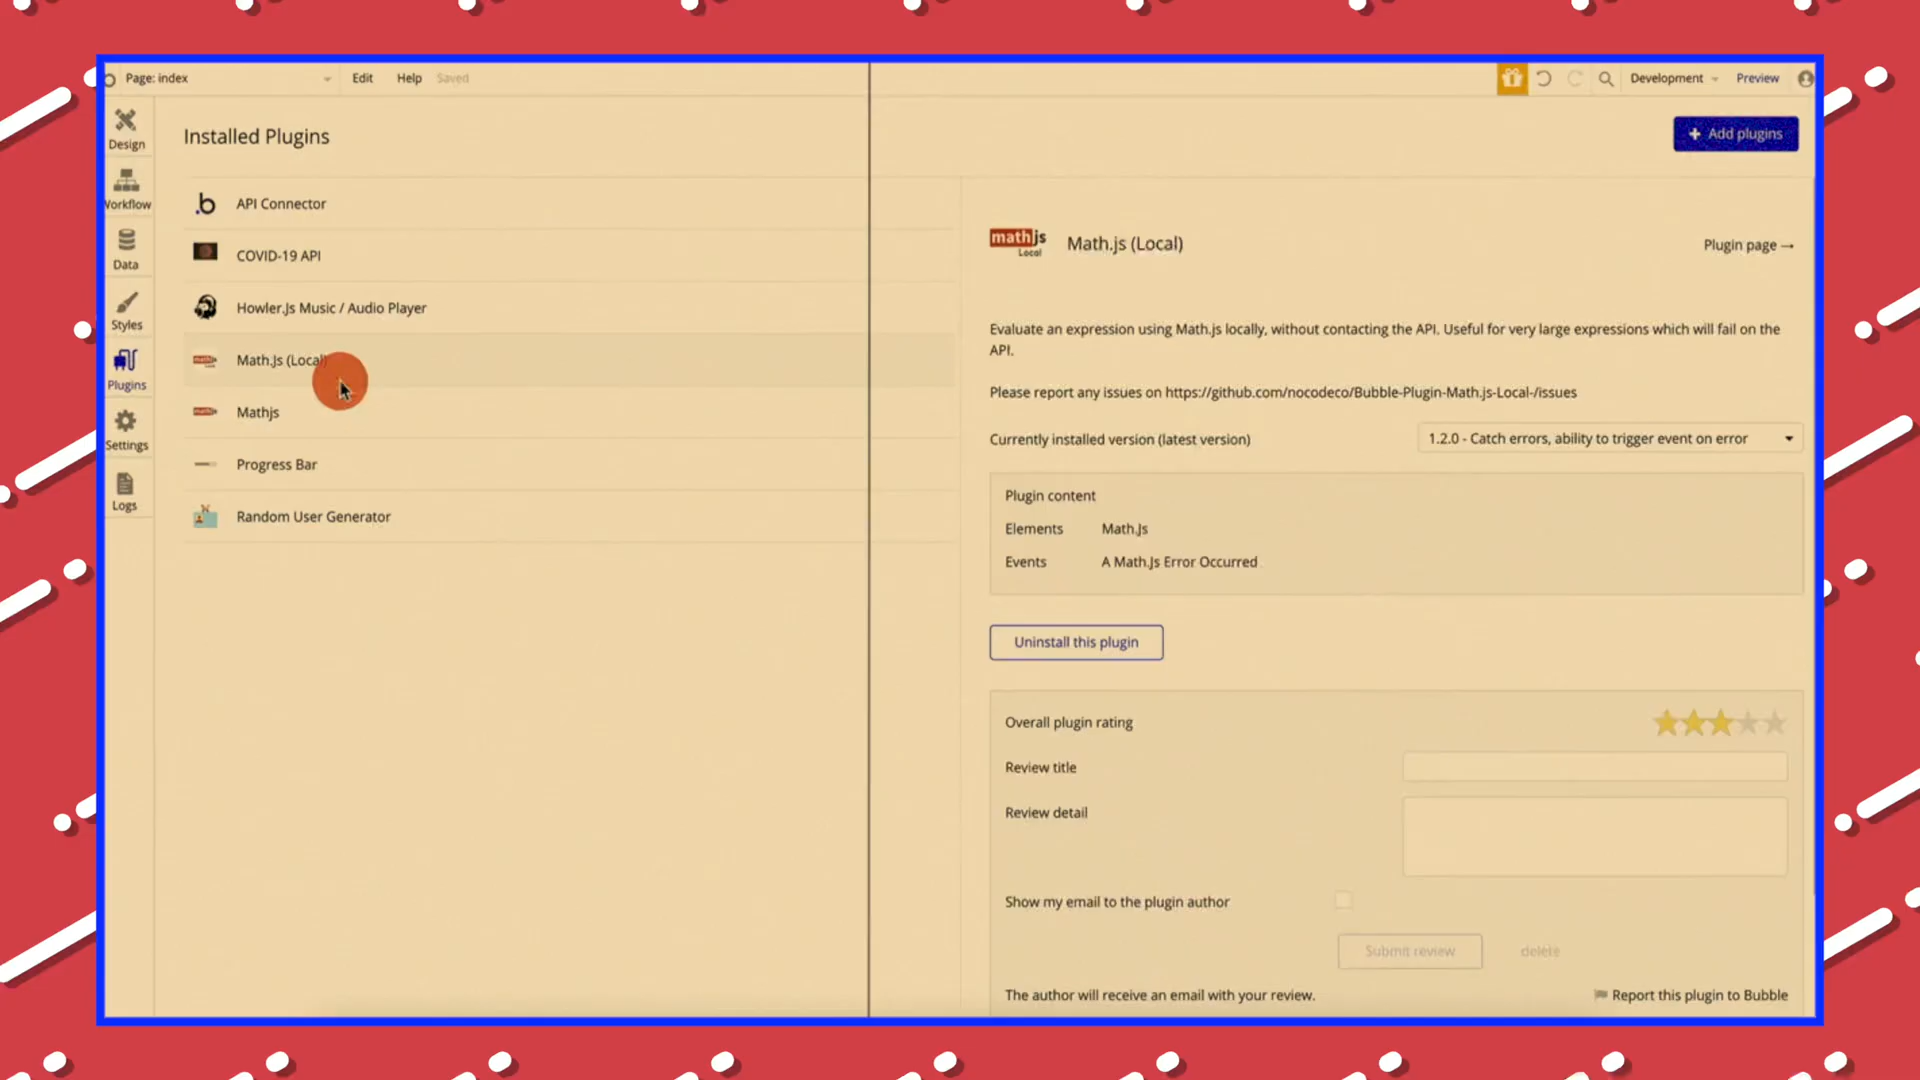 Page: index
Edit
Help
Saved
Development
Preview
Design
Workflow
Data
Styles
Plugins
Settings
Logs
Installed Plugins
+ Add plugins
API Connector
COVID-19 API
Howler.Js Music / Audio Player
Math.Js (Local)
Mathjs
Progress Bar
Random User Generator
mathjs
Local
Math.js (Local)
Plugin page →
Evaluate an expression using Math.js locally, without contacting the API. Useful for very large expressions which will fail on the
API.
Please report any issues on https://github.com/nocodeco/Bubble-Plugin-Math.js-Local-/issues
Currently installed version (latest version)
1.2.0 - Catch errors, ability to trigger event on error
Plugin content
Elements Math.Js
Events A Math.Js Error Occurred
Uninstall this plugin
Overall plugin rating
Review title
Review detail
Show my email to the plugin author
Submit review
delete
The author will receive an email with your review.
Report this plugin to Bubble